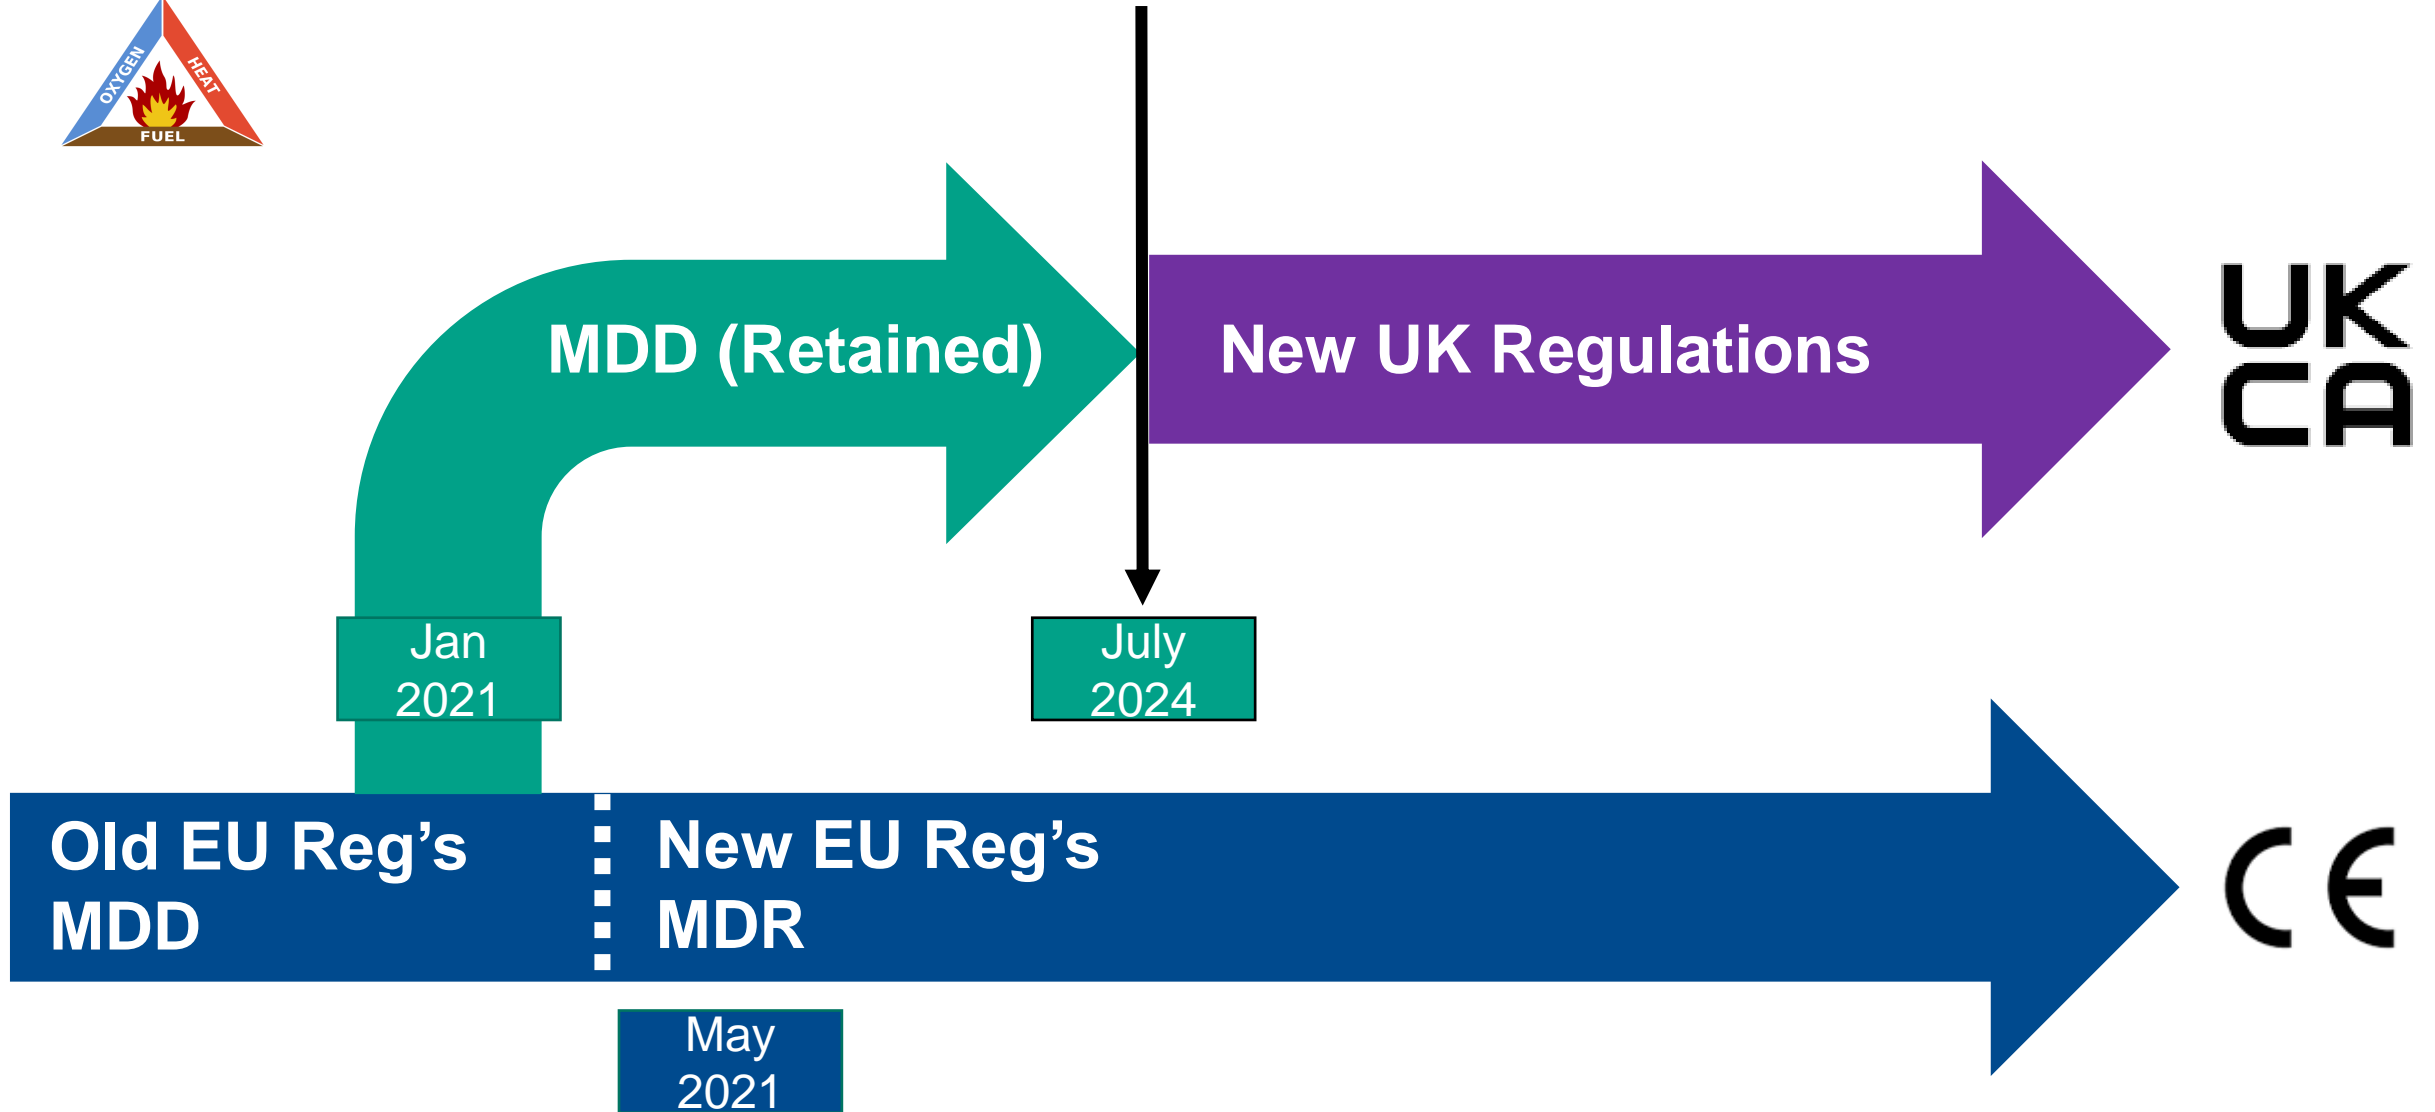 OXYGEN
HEAT
FUEL
MDD (Retained)
New UK Regulations
UK
CA
Jan
2021
July
2024
Old EU Reg’s
MDD
New EU Reg’s
MDR
CE
May
2021